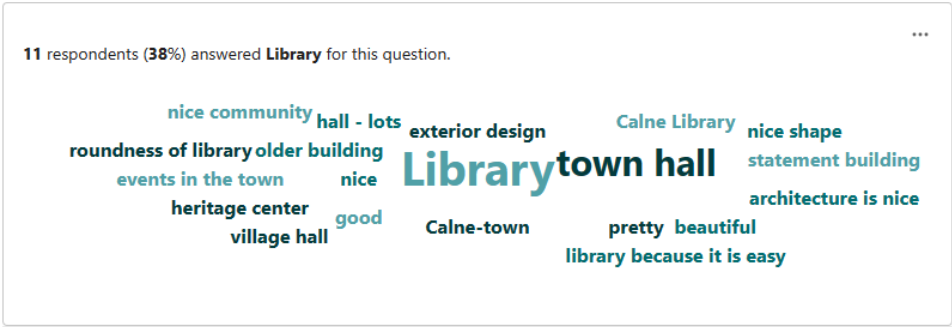 ...
11 respondents (38%) answered Library for this question.
nice community
hall - lots
exterior design
Calne Library
nice shape
roundness of library
older building
Library
town hall
statement building
events in the town
nice
architecture is nice
heritage center
good
Calne-town
pretty
beautiful
village hall
library because it is easy